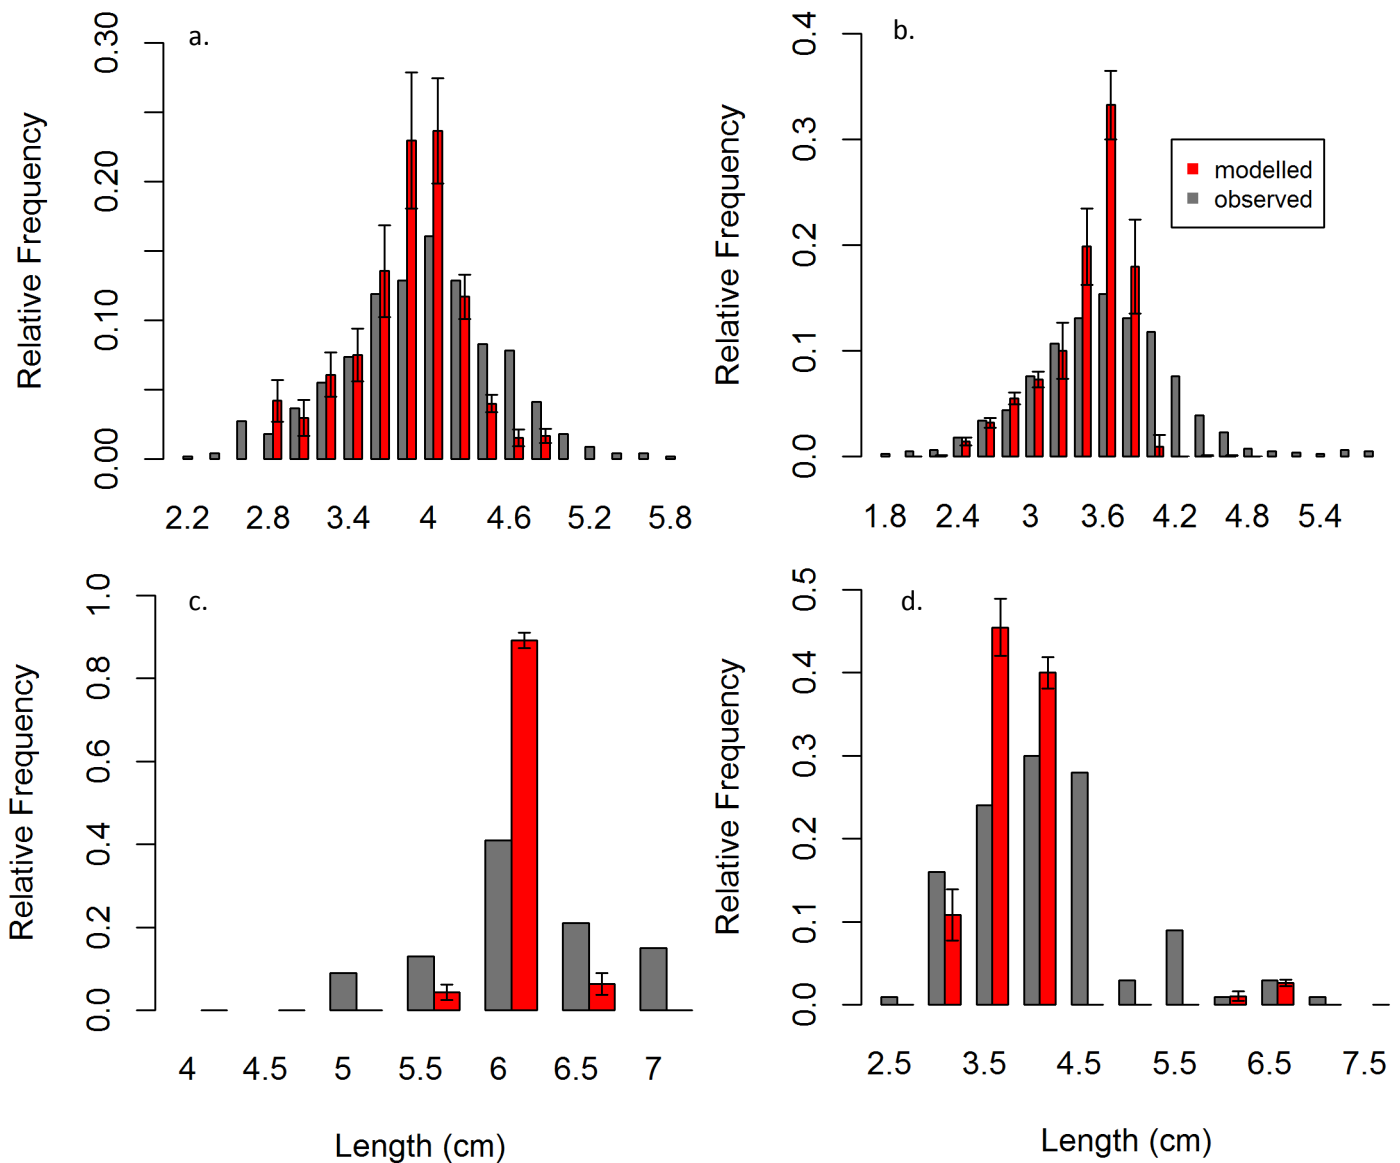 a.
Relative Frequency
0.30
0.20
0.10
0.00
2.2 2.8 3.4 4 4.6 5.2 5.8
b.
Relative Frequency
0.4
0.3
0.2
0.1
0.0
modelled
observed
1.8 2.4 3 3.6 4.2 4.8 5.4
c.
Relative Frequency
1.0
0.8
0.6
0.4
0.2
0.0
4 4.5 5 5.5 6 6.5 7
Length (cm)
d.
Relative Frequency
0.5
0.4
0.3
0.2
0.1
0.0
2.5 3.5 4.5 5.5 6.5 7.5
Length (cm)